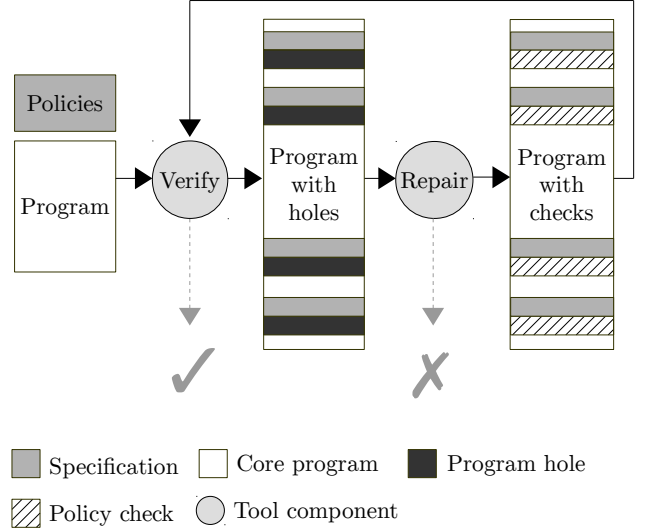 Policies
Program
Verify
Program
with
holes
Repair
Program
with
checks
✓
✗
Specification
Core program
Program hole
Policy check
Tool component